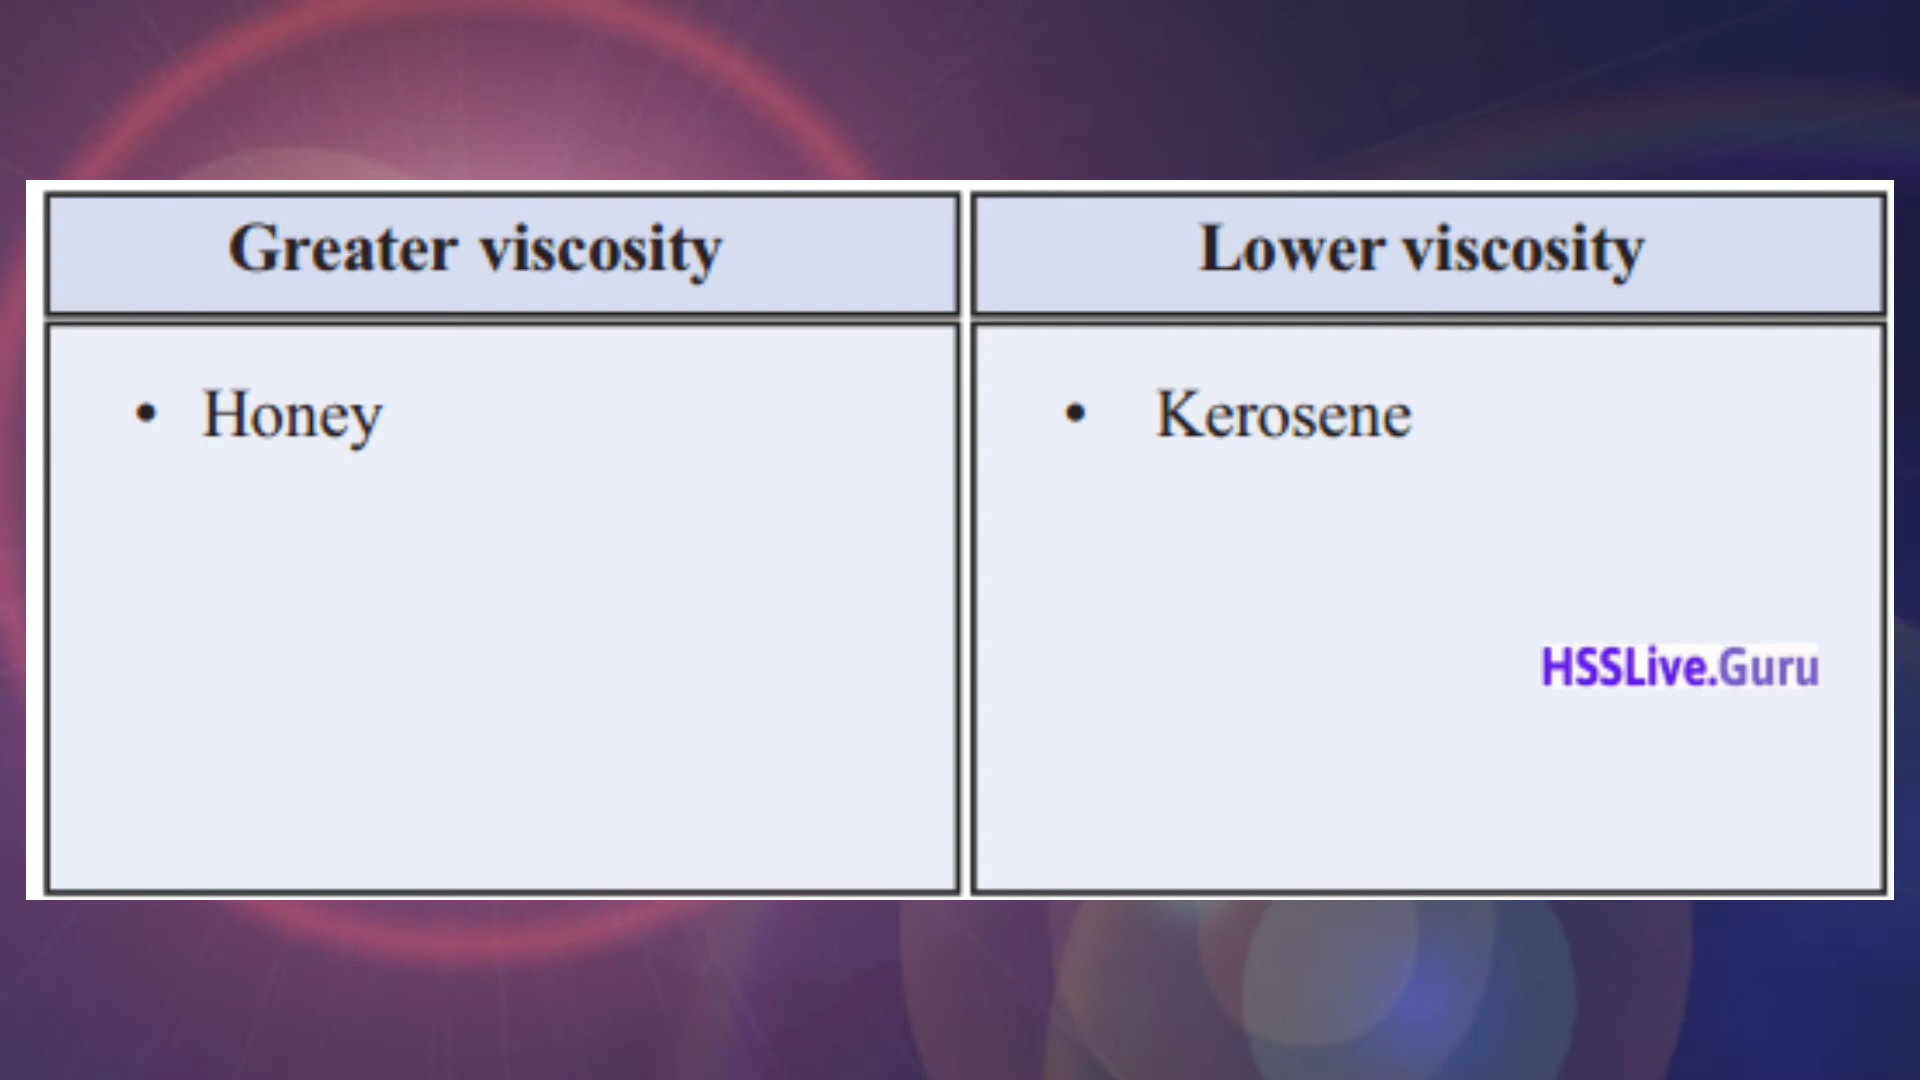 Greater viscosity
Lower viscosity
• Honey
• Kerosene
HSSLive.Guru